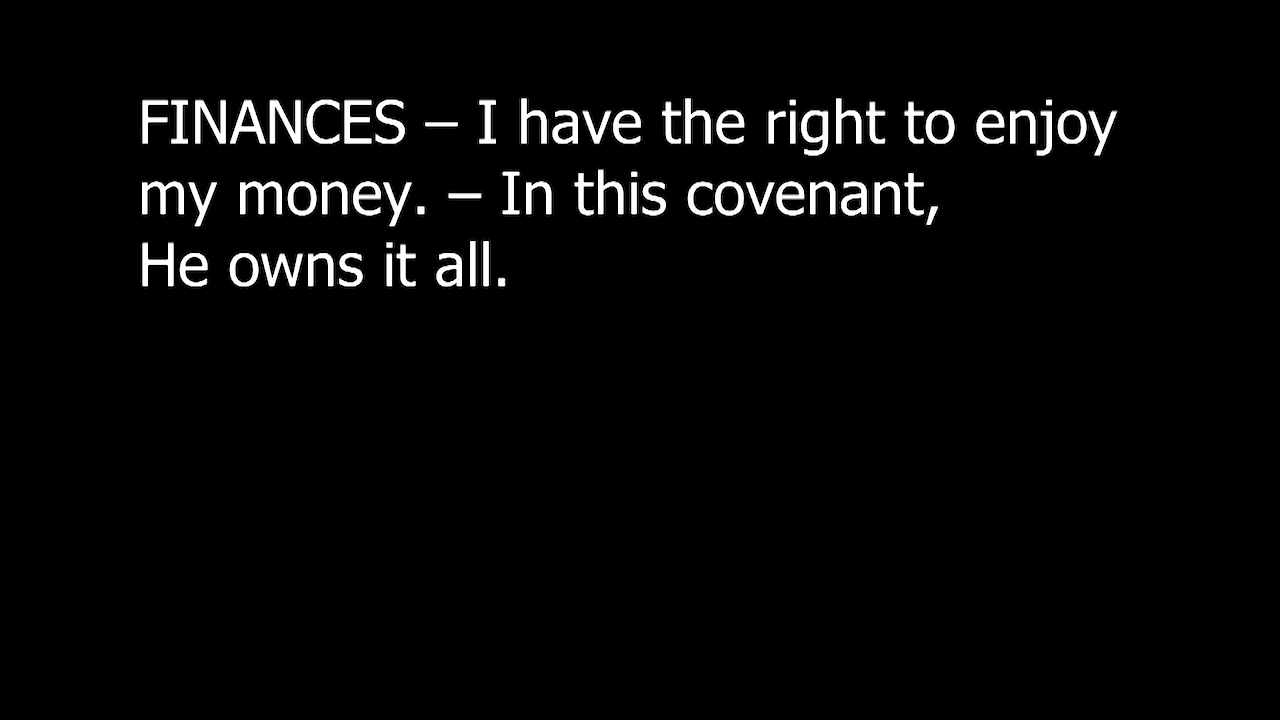 FINANCES – I have the right to enjoy
my money. – In this covenant,
He owns it all.